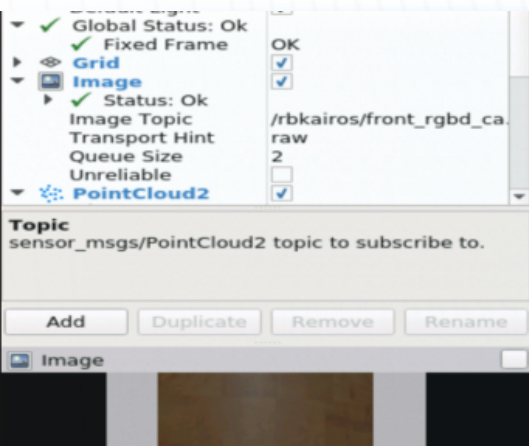 Global Status: Ok
Fixed Frame OK
Grid
Image
Status: Ok
Image Topic /rbkairos/front_rgbd_ca.
Transport Hint raw
Queue Size 2
Unreliable
PointCloud2
Topic
sensor_msgs/PointCloud2 topic to subscribe to.
Add Duplicate Remove Rename
Image